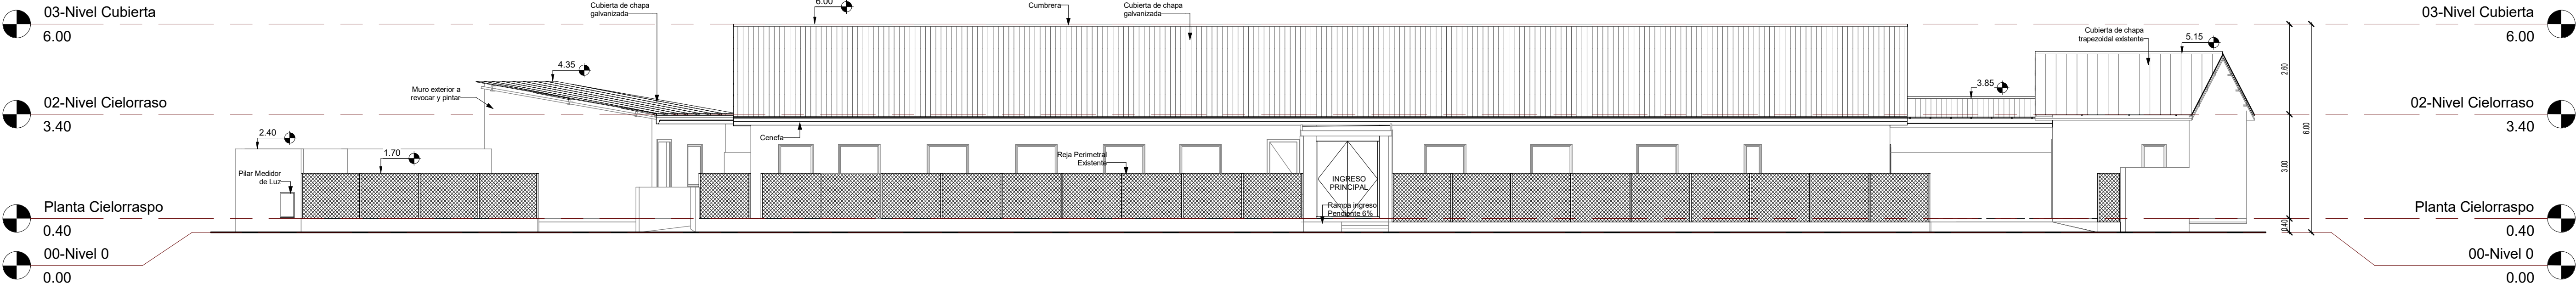 03-Nivel Cubierta
6.00
02-Nivel Cielorraso
3.40
Planta Cielorraspo
0.40
00-Nivel 0
0.00
2.40
1.70
Pilar Medidor
de Luz
Muro exterior a
revocar y pintar
4.35
Cubierta de chapa
galvanizada
6.00
Cenefa
Cumbrera
Cubierta de chapa
galvanizada
Reja Perimetral
Existente
INGRESO
PRINCIPAL
Rampa ingreso
Pendiente 6%
3.85
Cubierta de chapa
trapezoidal existente
5.15
2.60
3.00
0.40
6.00
03-Nivel Cubierta
6.00
02-Nivel Cielorraso
3.40
Planta Cielorraspo
0.40
00-Nivel 0
0.00